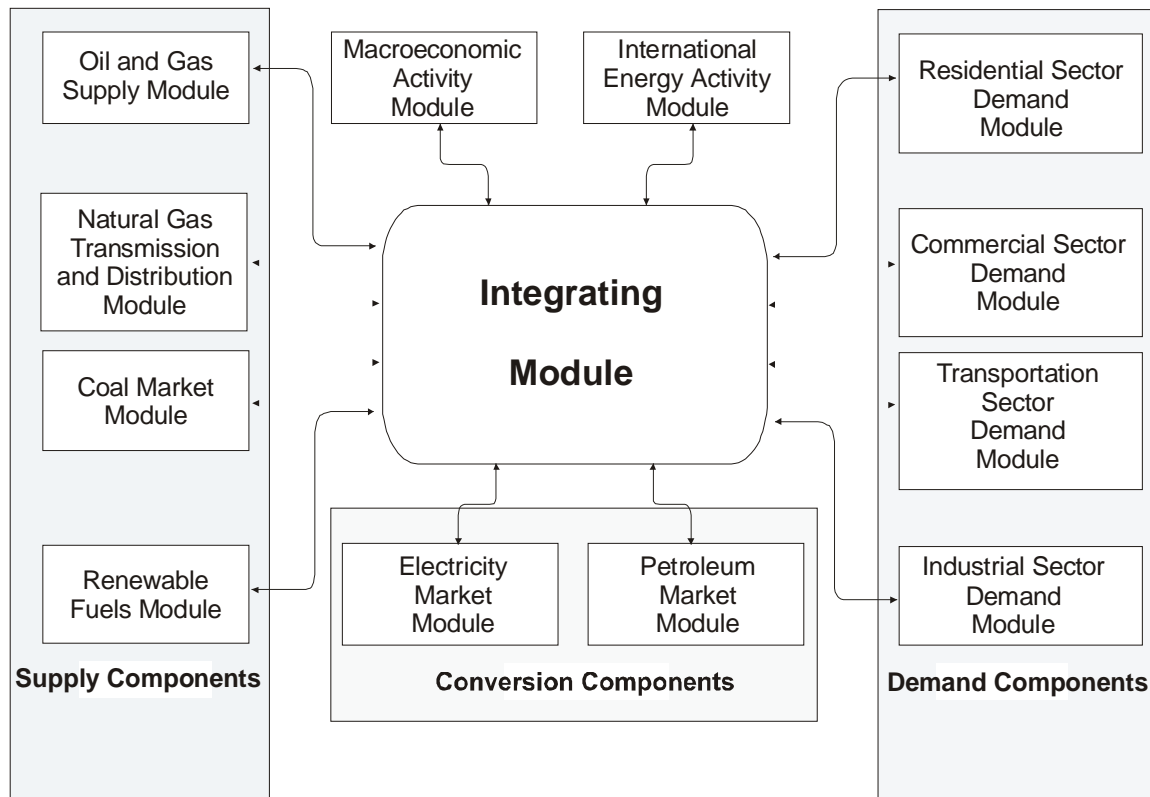 Oil and Gas
Supply Module
Natural Gas
Transmission
and Distribution
Module
Coal Market
Module
Renewable
Fuels Module
Supply Components
Macroeconomic
Activity
Module
International
Energy Activity
Module
Integrating
Module
Electricity
Market
Module
Petroleum
Market
Module
Conversion Components
Residential Sector
Demand
Module
Commercial Sector
Demand
Module
Transportation
Sector
Demand
Module
Industrial Sector
Demand
Module
Demand Components